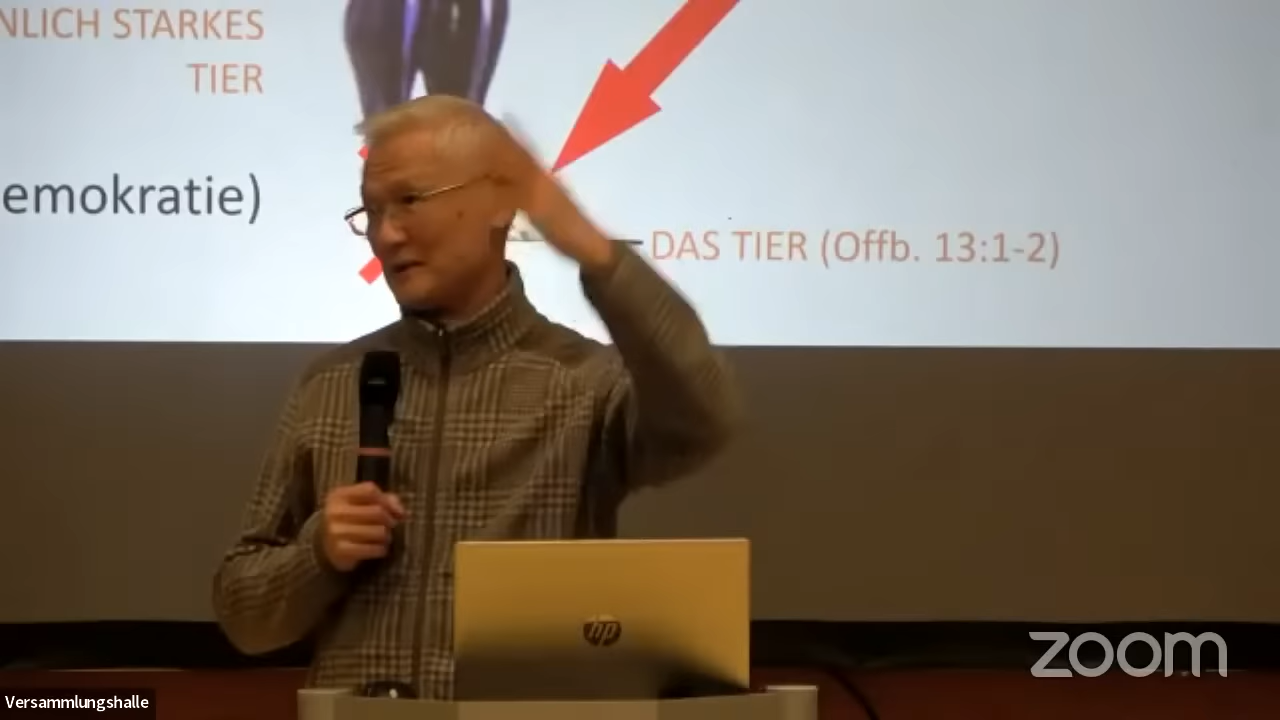 NLICH STARKES
TIER
emokratie)
DAS TIER (Offb. 13:1-2)
hp
zoom
Versammlungshalle